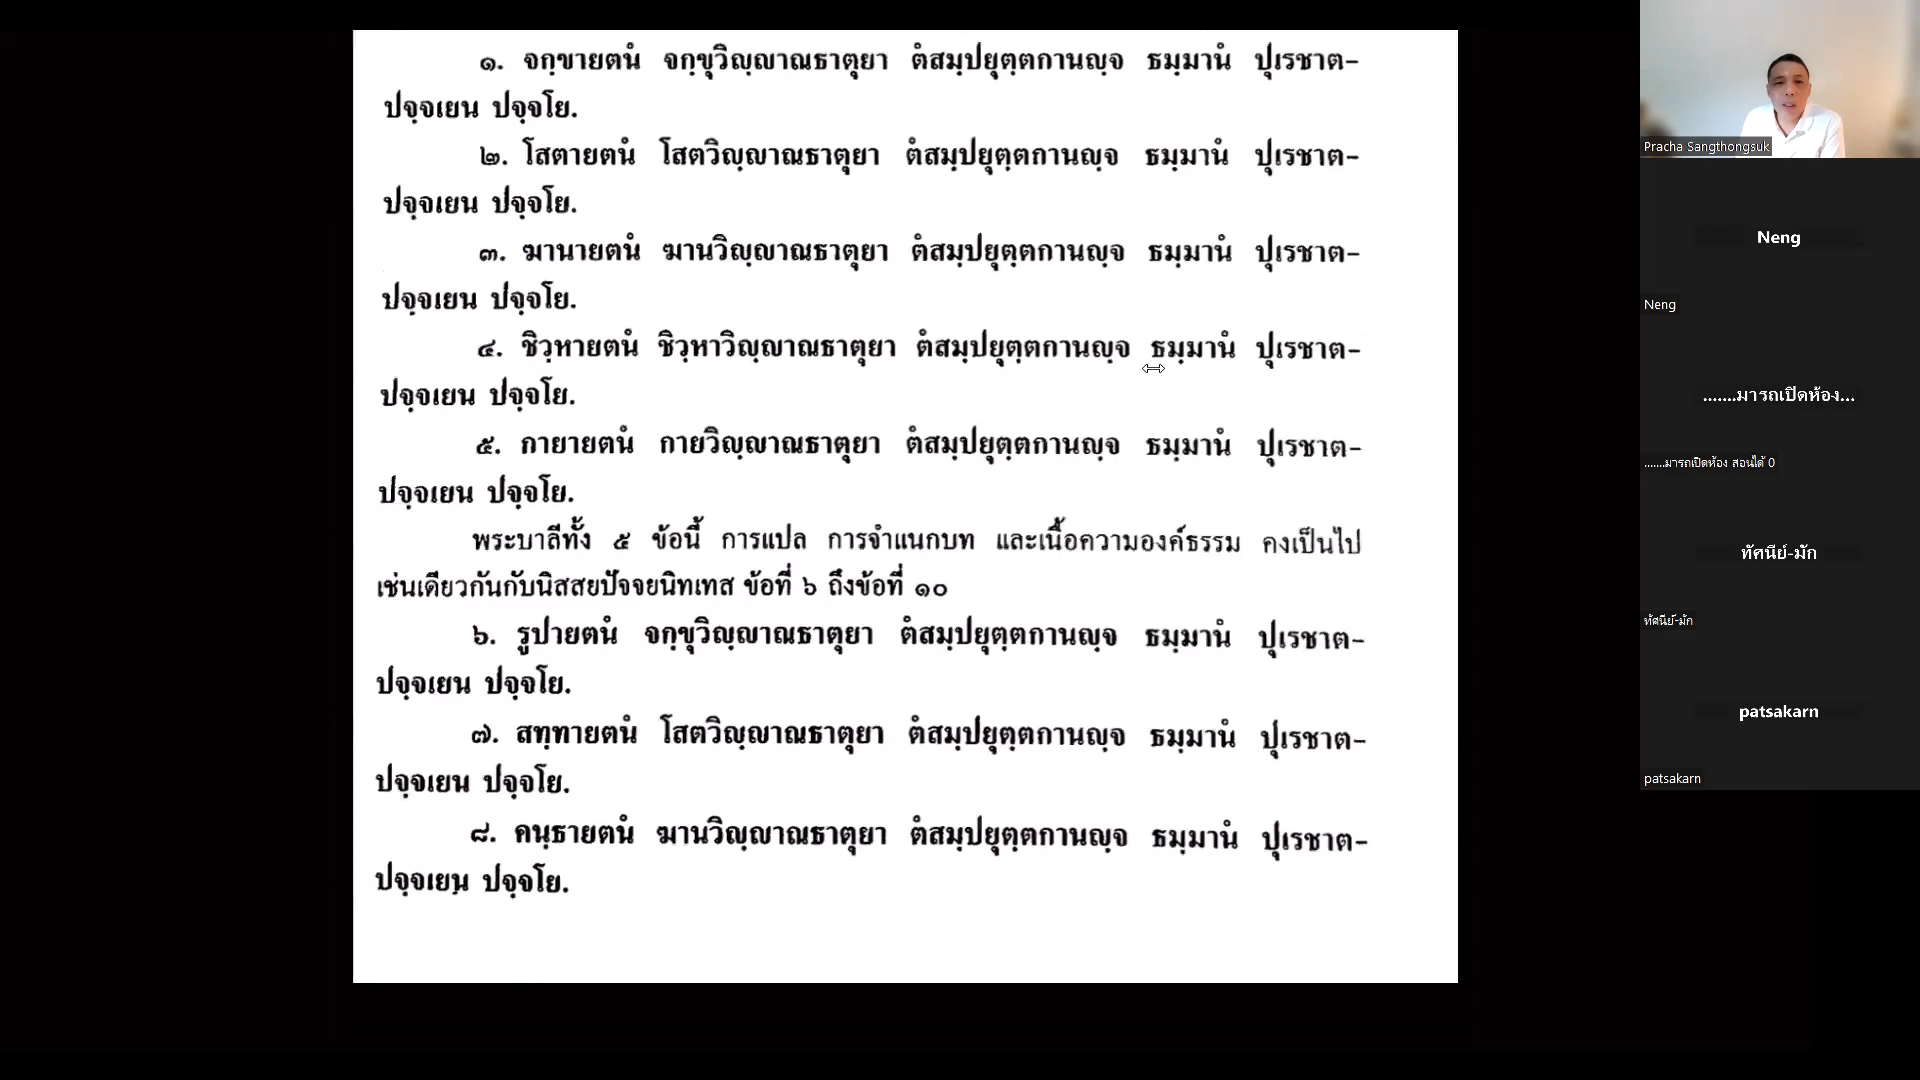 ๑. จกฺขายตนํ จกฺขุวิญฺญาณธาตุยา ตํสมฺปยุตฺตกานญฺจ ธมฺมานํ ปุเรชาต-
ปจฺจเยน ปจฺจโย.
๒. โสตายตนํ โสตวิญฺญาณธาตุยา ตํสมฺปยุตฺตกานญฺจ ธมฺมานํ ปุเรชาต-
ปจฺจเยน ปจฺจโย.
๓. ฆานายตนํ ฆานวิญฺญาณธาตุยา ตํสมฺปยุตฺตกานญฺจ ธมฺมานํ ปุเรชาต-
ปจฺจเยน ปจฺจโย.
๔. ชิวฺหายตนํ ชิวฺหาวิญฺญาณธาตุยา ตํสมฺปยุตฺตกานญฺจ ธมฺมานํ ปุเรชาต-
ปจฺจเยน ปจฺจโย.
๕. กายายตนํ กายวิญฺญาณธาตุยา ตํสมฺปยุตฺตกานญฺจ ธมฺมานํ ปุเรชาต-
ปจฺจเยน ปจฺจโย.
พระบาลีทั้ง ๕ ข้อนี้ การแปล การจำแนกบท และเนื้อความองค์ธรรม คงเป็นไป
เช่นเดียวกันกับนิสสยปัจจยนิทเทส ข้อที่ ๖ ถึงข้อที่ ๑๐
๖. รูปายตนํ จกฺขุวิญฺญาณธาตุยา ตํสมฺปยุตฺตกานญฺจ ธมฺมานํ ปุเรชาต-
ปจฺจเยน ปจฺจโย.
๗. สทฺทายตนํ โสตวิญฺญาณธาตุยา ตํสมฺปยุตฺตกานญฺจ ธมฺมานํ ปุเรชาต-
ปจฺจเยน ปจฺจโย.
๘. คนฺธายตนํ ฆานวิญฺญาณธาตุยา ตํสมฺปยุตฺตกานญฺจ ธมฺมานํ ปุเรชาต-
ปจฺจเยน ปจฺจโย.
Pracha Sangthongsuk
Neng
Neng
.......มารถเปิดห้อง...
.......มารถเปิดห้อง สอนได้ 0
ทัศนีย์-มัก
ทัศนีย์-มัก
patsakarn
patsakarn